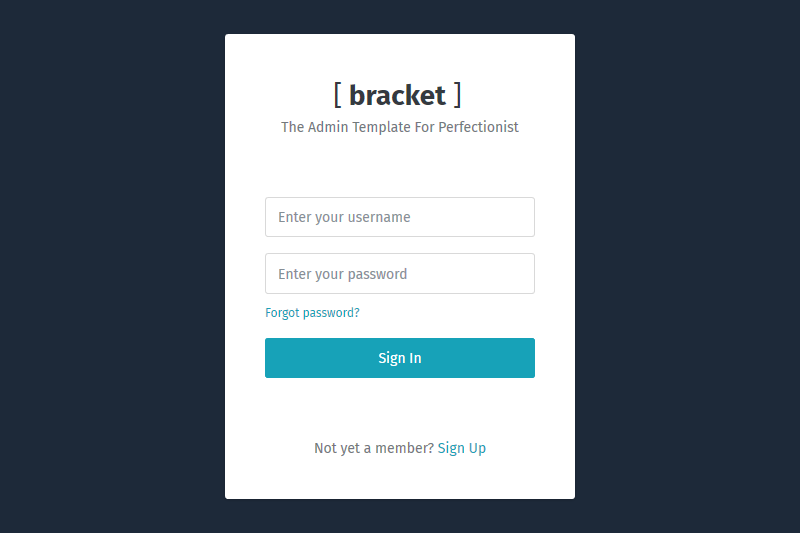 [ bracket ]
The Admin Template For Perfectionist
Enter your username
Enter your password
Forgot password?
Sign In
Not yet a member? Sign Up